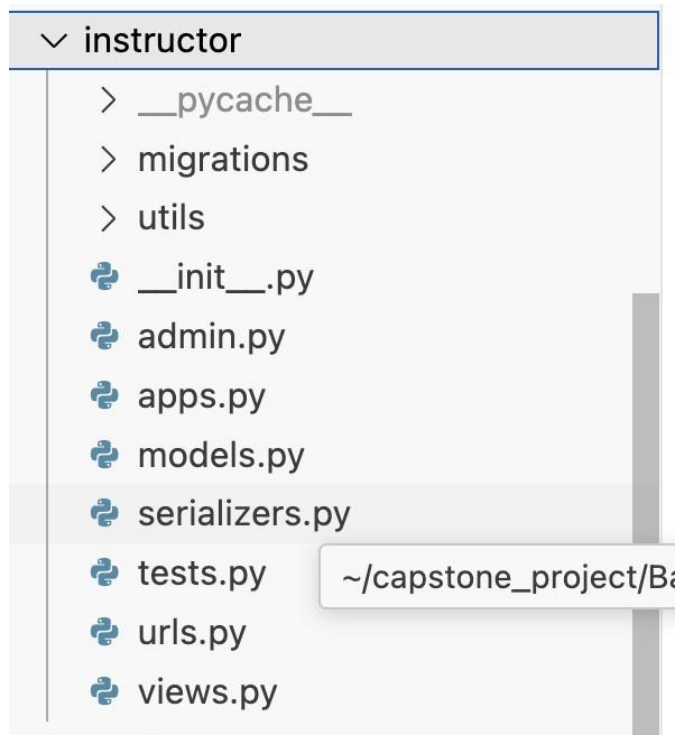 instructor
__pycache__
migrations
utils
__init__.py
admin.py
apps.py
models.py
serializers.py
tests.py
~/capstone_project/Ba
urls.py
views.py